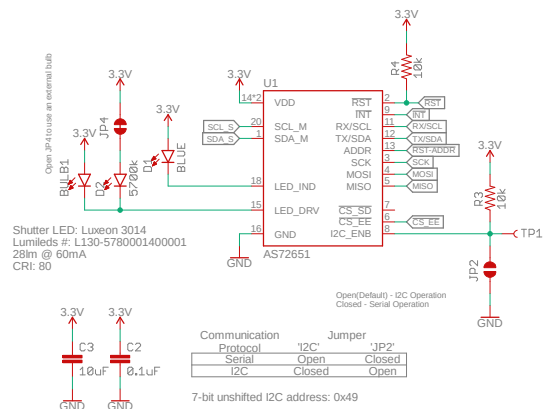 3.3V
R4
10k
3.3V
3.3V
U1
14*2
VDD
RST
2
RST
INT
9
INT
SCL_S
20
SCL_M
RX/SCL
11
RX/SCL
SDA_S
1
SDA_M
TX/SDA
12
TX/SDA
ADDR
13
RST-ADDR
SCK
3
SCK
MOSI
4
MOSI
18
LED_IND
MISO
5
MISO
15
LED_DRV
CS_SD
7
CS_EE
6
CS_EE
16
GND
I2C_ENB
8
AS72651
GND
Open JP4 to use an external bulb
JP4
3.3V
3.3V
BULB1
D2
5700k
D1
BLUE
3.3V
R3
10k
TP1
JP2
GND
Shutter LED: Luxeon 3014
Lumileds #: L130-5780001400001
28lm @ 60mA
CRI: 80
Open(Default) - I2C Operation
Closed - Serial Operation
3.3V
C3
10uF
GND
3.3V
C2
0.1uF
GND
Communication Jumper
Protocol 'I2C' 'JP2'
Serial Open Closed
I2C Closed Open
7-bit unshifted I2C address: 0x49